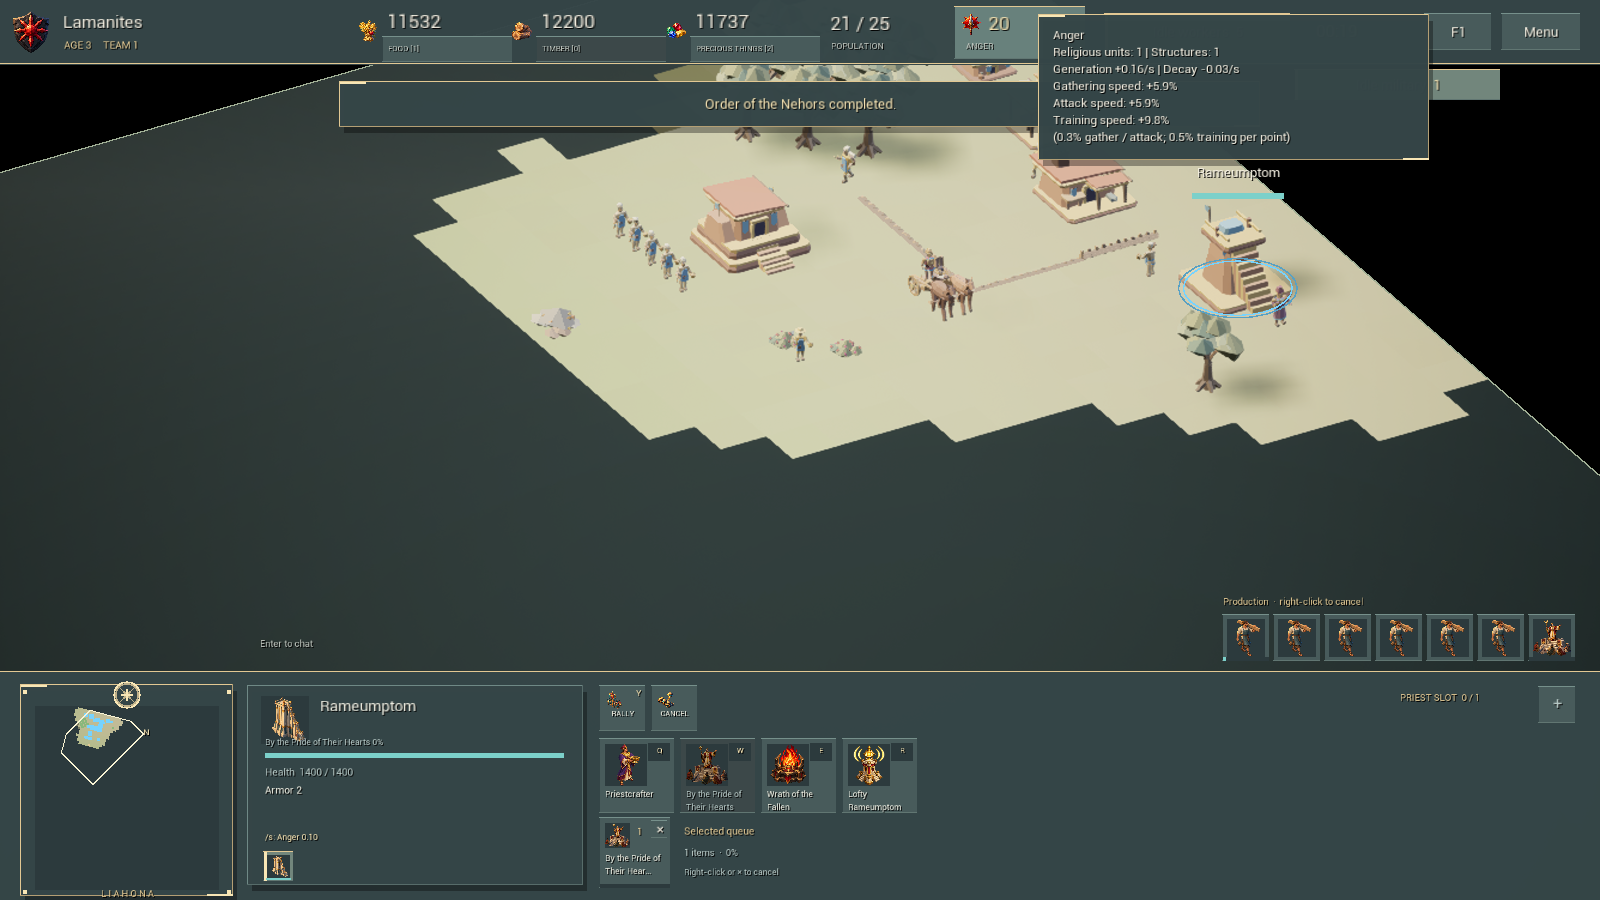 Lamanites
AGE 3 TEAM 1
11532
FOOD [1]
12200
TIMBER [0]
11737
PRECIOUS THINGS [2]
21 / 25
POPULATION
20
ANGER
F1
Menu
Anger
Religious units: 1 | Structures: 1
Generation +0.16/s | Decay -0.03/s
Gathering speed: +5.9%
Attack speed: +5.9%
Training speed: +9.8%
(0.3% gather / attack; 0.5% training per point)
1
Order of the Nehors completed.
Rameumptom
Production · right-click to cancel
Enter to chat
N
LIAHONA
Rameumptom
By the Pride of Their Hearts 0%
Health 1400 / 1400
Armor 2
/s: Anger 0.10
Y
RALLY
CANCEL
Q
Priestcrafter
W
By the Pride of
Their Hearts
E
Wrath of the
Fallen
R
Lofty
Rameumptom
1 ×
By the Pride of
Their Hear...
Selected queue
1 items · 0%
Right-click or × to cancel
PRIEST SLOT 0 / 1
+